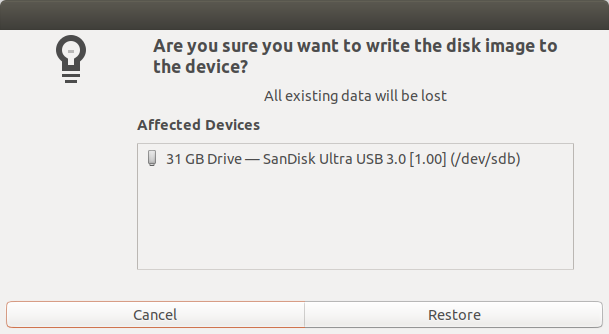 Are you sure you want to write the disk image to
the device?
All existing data will be lost
Affected Devices
31 GB Drive — SanDisk Ultra USB 3.0 [1.00] (/dev/sdb)
Cancel
Restore